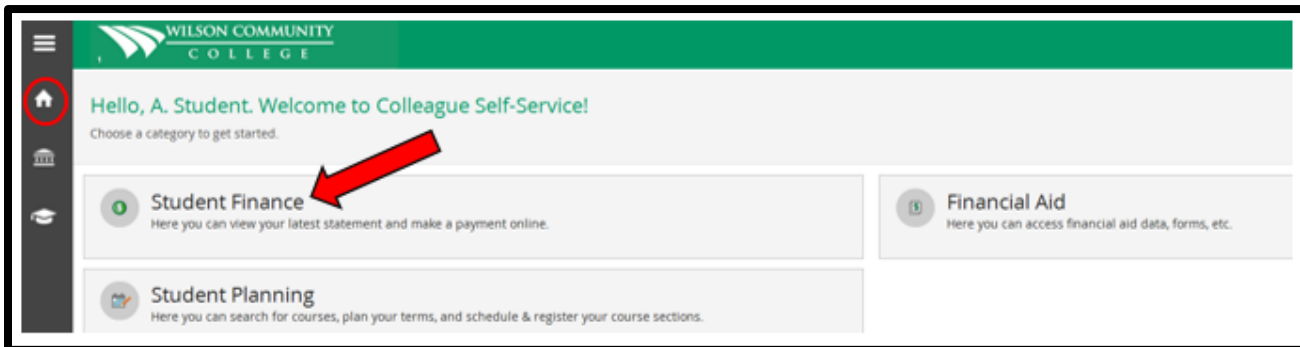 WILSON COMMUNITY
COLLEGE
Hello, A. Student. Welcome to Colleague Self-Service!
Choose a category to get started.
Student Finance
Here you can view your latest statement and make a payment online.
Financial Aid
Here you can access financial aid data, forms, etc.
Student Planning
Here you can search for courses, plan your terms, and schedule & register your course sections.